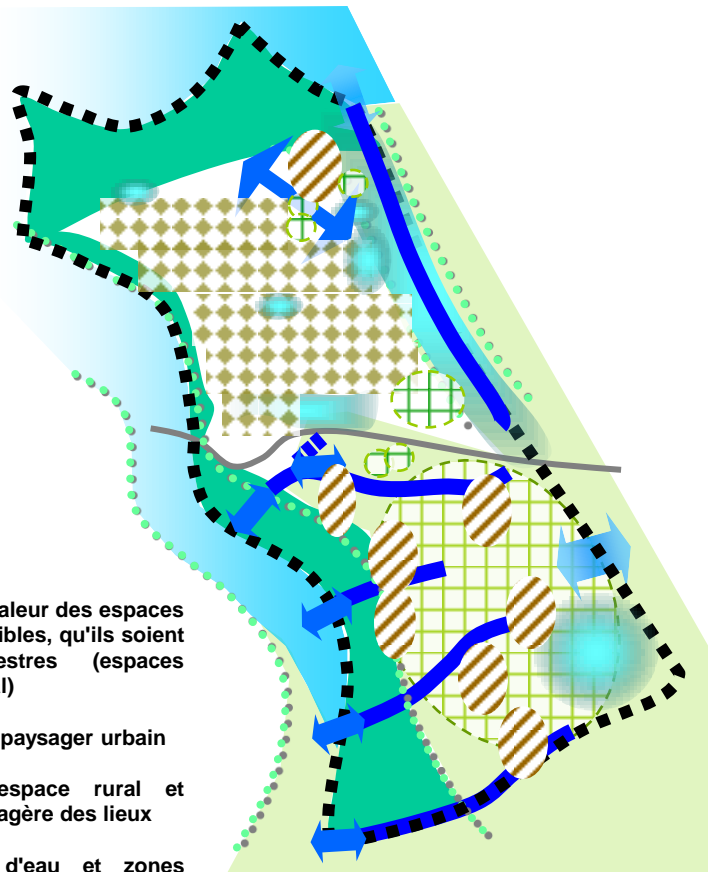 aleur des espaces
ibles, qu'ils soient
estres (espaces
l)
paysager urbain
espace rural et
agère des lieux
d'eau et zones